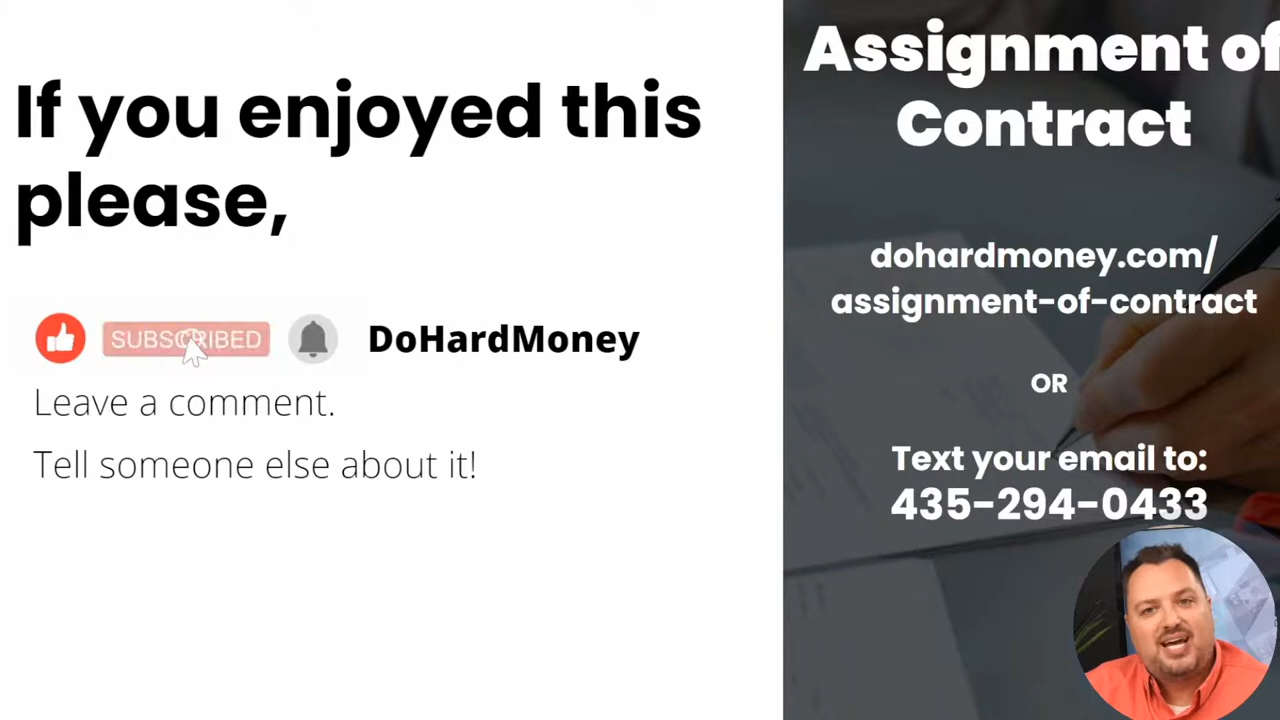 If you enjoyed this
please,
SUBSCRIBED
DoHardMoney
Leave a comment.
Tell someone else about it!
Assignment of
Contract
dohardmoney.com/
assignment-of-contract
OR
Text your email to:
435-294-0433